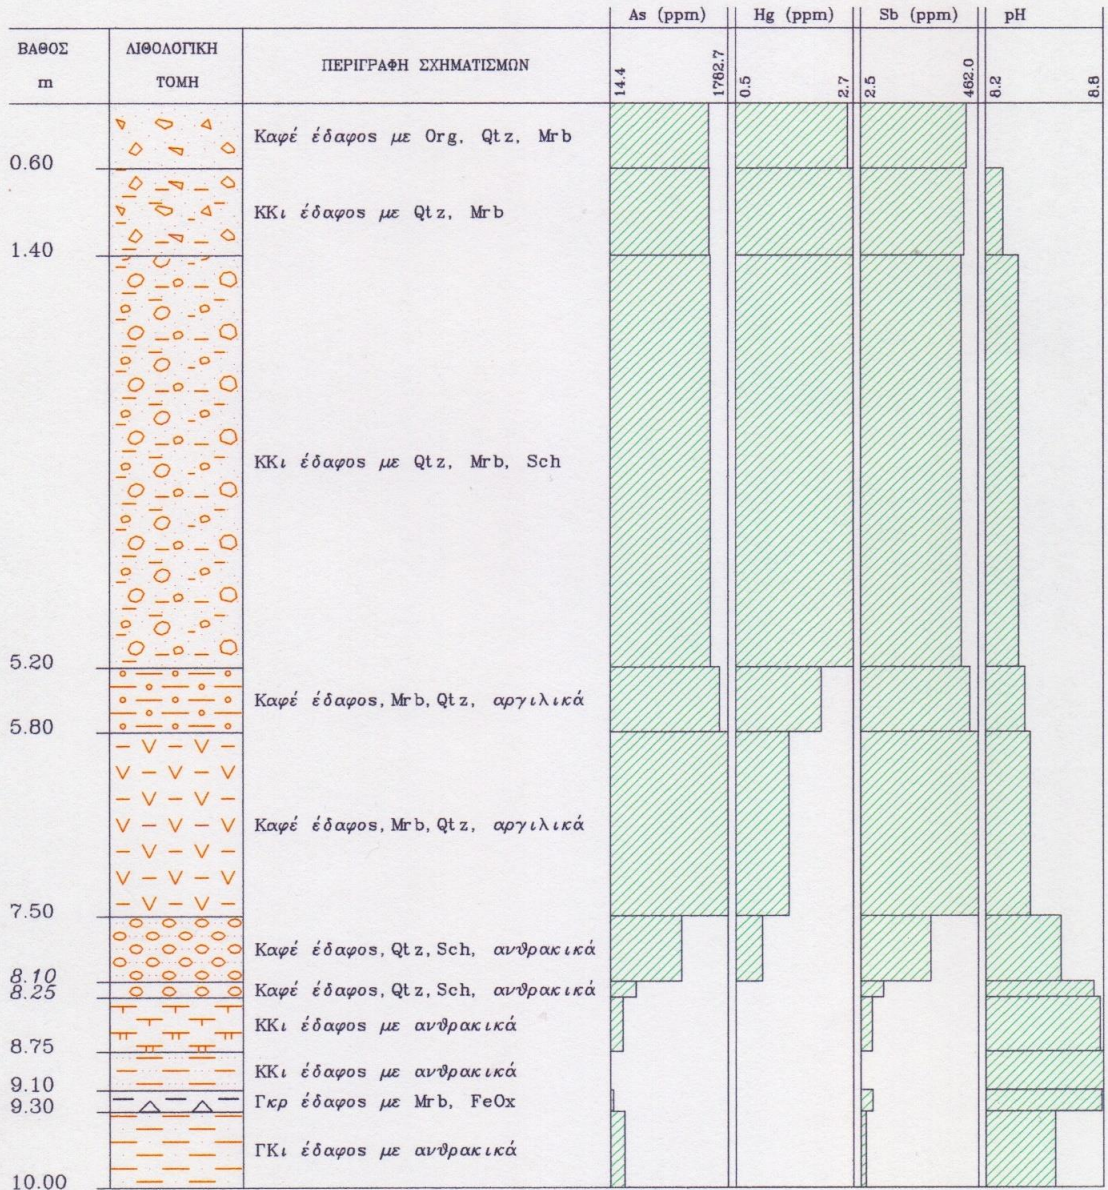 As (ppm) Hg (ppm) Sb (ppm) pH
ΒΑΘΟΣ ΛΙΘΟΛΟΓΙΚΗ ΠΕΡΙΓΡΑΦΗ ΣΧΗΜΑΤΙΣΜΩΝ
m ΤΟΜΗ
14.4 1782.7 0.5 2.7 2.5 462.0 8.2 8.8
Καφέ έδαφος με Org, Qtz, Mrb
0.60
ΚΚι έδαφος με Qtz, Mrb
1.40
ΚΚι έδαφος με Qtz, Mrb, Sch
5.20
Καφέ έδαφος, Mrb, Qtz, αργιλικά
5.80
Καφέ έδαφος, Mrb, Qtz, αργιλικά
7.50
Καφέ έδαφος, Qtz, Sch, ανθρακικά
8.10
Καφέ έδαφος, Qtz, Sch, ανθρακικά
8.25
ΚΚι έδαφος με ανθρακικά
8.75
ΚΚι έδαφος με ανθρακικά
9.10
Γκρ έδαφος με Mrb, FeOx
9.30
ΓΚι έδαφος με ανθρακικά
10.00